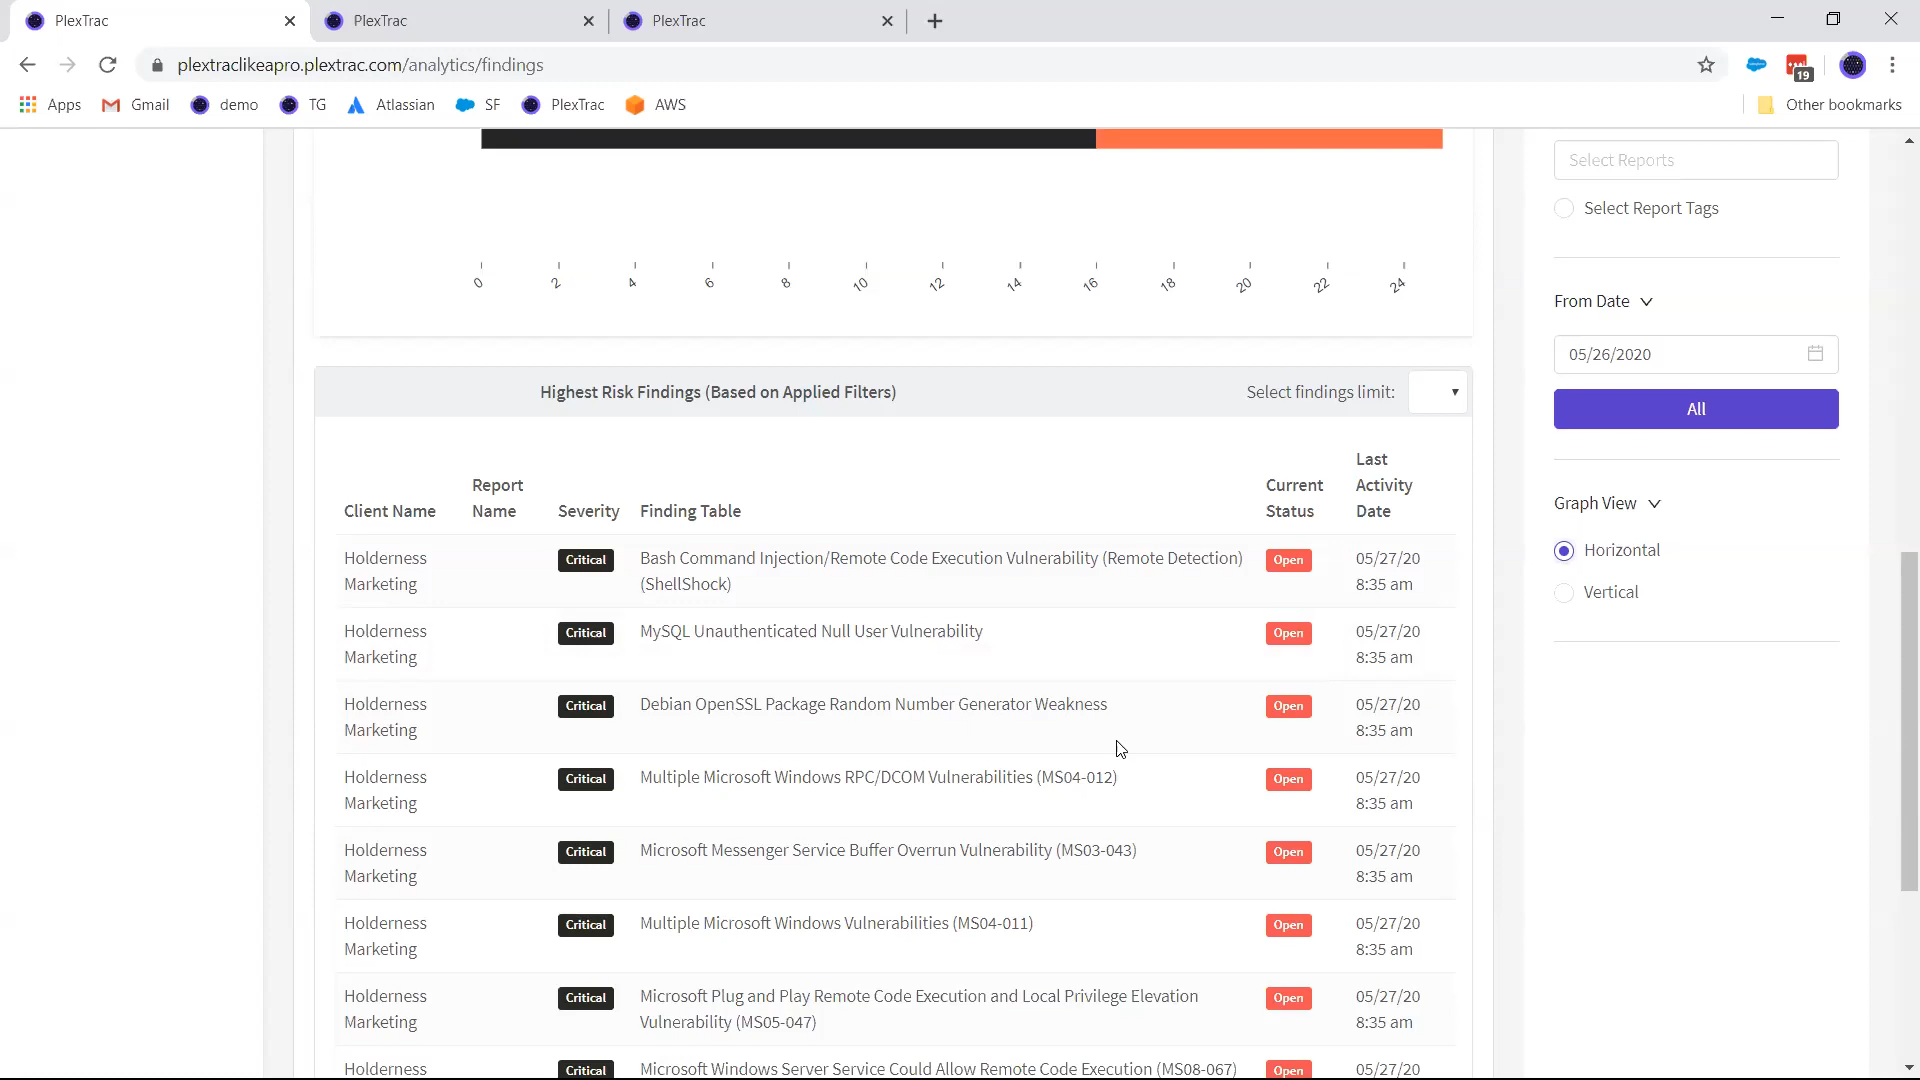 PlexTrac
PlexTrac
PlexTrac
plextraclikeapro.plextrac.com/analytics/findings
19
Apps
Gmail
demo
TG
Atlassian
SF
PlexTrac
AWS
Other bookmarks
Select Reports
Select Report Tags
0 2 4 6 8 10 12 14 16 18 20 22 24
From Date
05/26/2020
All
Graph View
Horizontal
Vertical
Highest Risk Findings (Based on Applied Filters)
Select findings limit:
Client Name
Report
Name
Severity
Finding Table
Current
Status
Last
Activity
Date
Holderness
Marketing
Critical
Bash Command Injection/Remote Code Execution Vulnerability (Remote Detection)
(ShellShock)
Open
05/27/20
8:35 am
Holderness
Marketing
Critical
MySQL Unauthenticated Null User Vulnerability
Open
05/27/20
8:35 am
Holderness
Marketing
Critical
Debian OpenSSL Package Random Number Generator Weakness
Open
05/27/20
8:35 am
Holderness
Marketing
Critical
Multiple Microsoft Windows RPC/DCOM Vulnerabilities (MS04-012)
Open
05/27/20
8:35 am
Holderness
Marketing
Critical
Microsoft Messenger Service Buffer Overrun Vulnerability (MS03-043)
Open
05/27/20
8:35 am
Holderness
Marketing
Critical
Multiple Microsoft Windows Vulnerabilities (MS04-011)
Open
05/27/20
8:35 am
Holderness
Marketing
Critical
Microsoft Plug and Play Remote Code Execution and Local Privilege Elevation
Vulnerability (MS05-047)
Open
05/27/20
8:35 am
Holderness
Critical
Microsoft Windows Server Service Could Allow Remote Code Execution (MS08-067)
Open
05/27/20